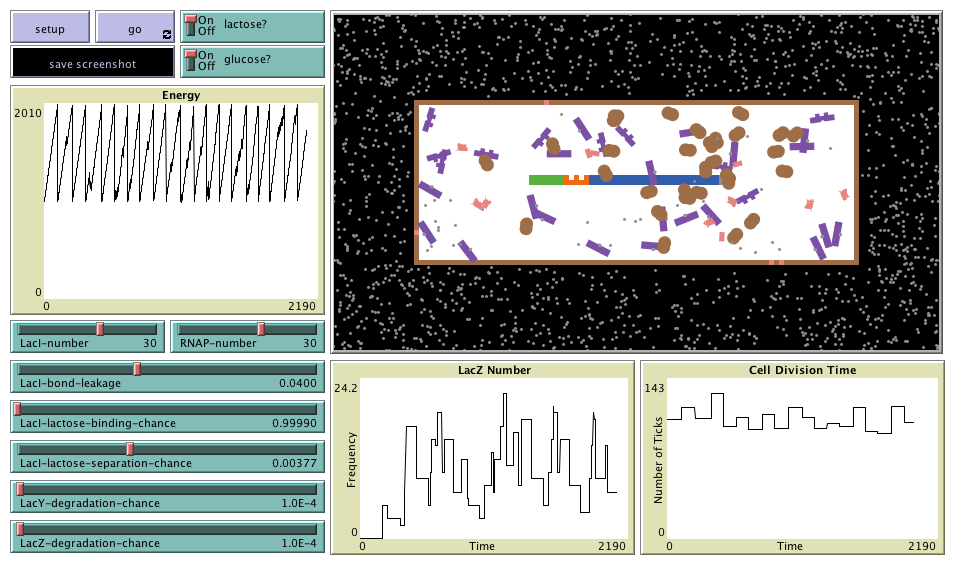 setup
go
On
Off
lactose?
save screenshot
On
Off
glucose?
Energy
2010
0
0
2190
LacI-number
30
RNAP-number
30
LacI-bond-leakage
0.0400
LacI-lactose-binding-chance
0.99990
LacI-lactose-separation-chance
0.00377
LacY-degradation-chance
1.0E-4
LacZ-degradation-chance
1.0E-4
LacZ Number
24.2
Frequency
0
0
Time
2190
Cell Division Time
143
Number of Ticks
0
0
Time
2190